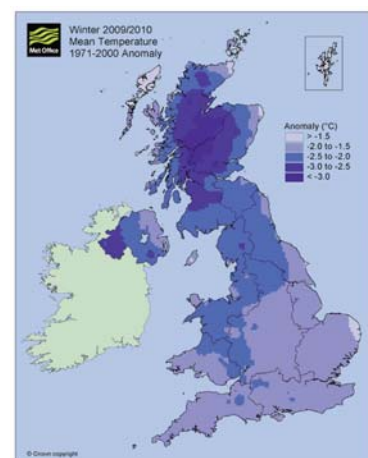 Met Office
Winter 2009/2010
Mean Temperature
1971-2000 Anomaly
Anomaly (°C)
> -1.5
-2.0 to -1.5
-2.5 to -2.0
-3.0 to -2.5
< -3.0
© Crown copyright